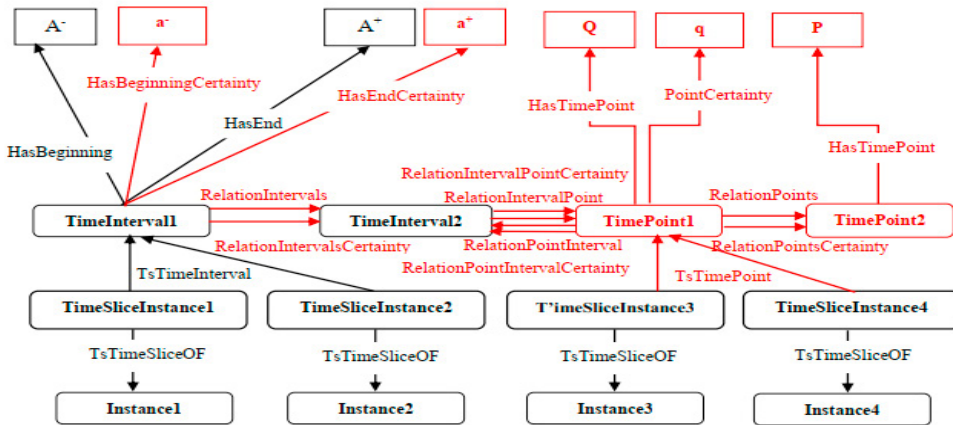 A⁻ a⁻ A⁺ a⁺ Q q P
HasBeginningCertainty HasEndCertainty PointCertainty
HasTimePoint
HasEnd
HasBeginning HasTimePoint
RelationIntervalPointCertainty
RelationIntervals RelationIntervalPoint RelationPoints
TimeInterval1 TimeInterval2 TimePoint1 TimePoint2
RelationIntervalsCertainty RelationPointInterval RelationPointsCertainty
RelationPointIntervalCertainty
TsTimeInterval TsTimePoint
TimeSliceInstance1 TimeSliceInstance2 T'imeSliceInstance3 TimeSliceInstance4
TsTimeSliceOF TsTimeSliceOF TsTimeSliceOF TsTimeSliceOF
Instance1 Instance2 Instance3 Instance4